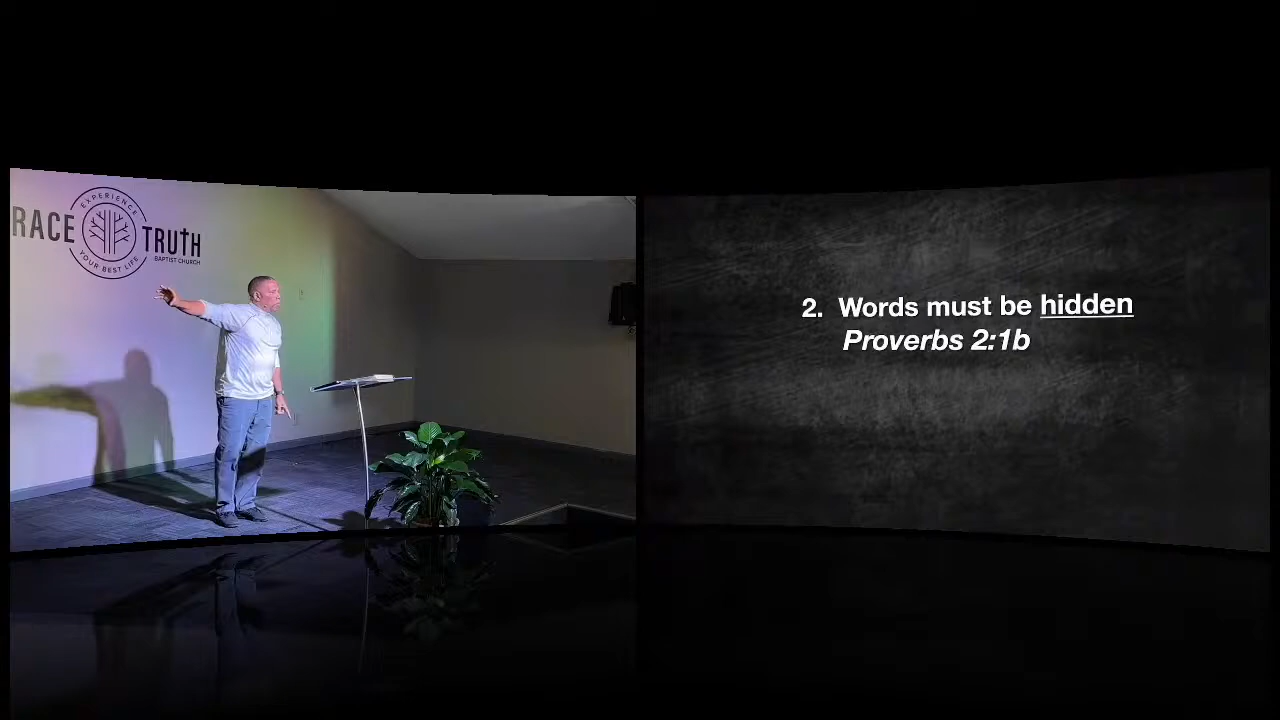 RACE
EXPERIENCE
YOUR BEST LIFE
TRUTH
BAPTIST CHURCH
2. Words must be hidden
Proverbs 2:1b